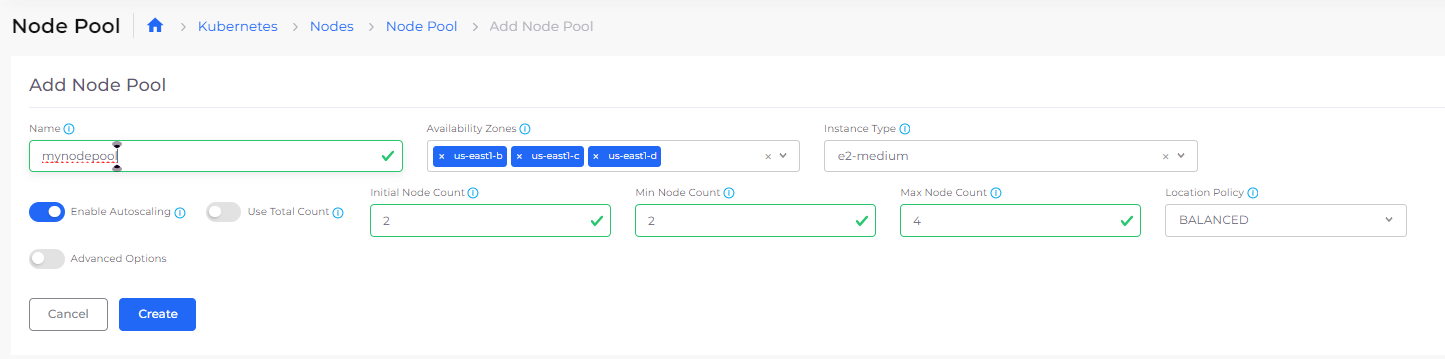 Node Pool Kubernetes Nodes Node Pool Add Node Pool
Add Node Pool
Name Availability Zones Instance Type
mynodepool × us-east1-b × us-east1-c × us-east1-d × e2-medium ×
Initial Node Count Min Node Count Max Node Count Location Policy
Enable Autoscaling Use Total Count 2 2 4 BALANCED
Advanced Options
Cancel Create